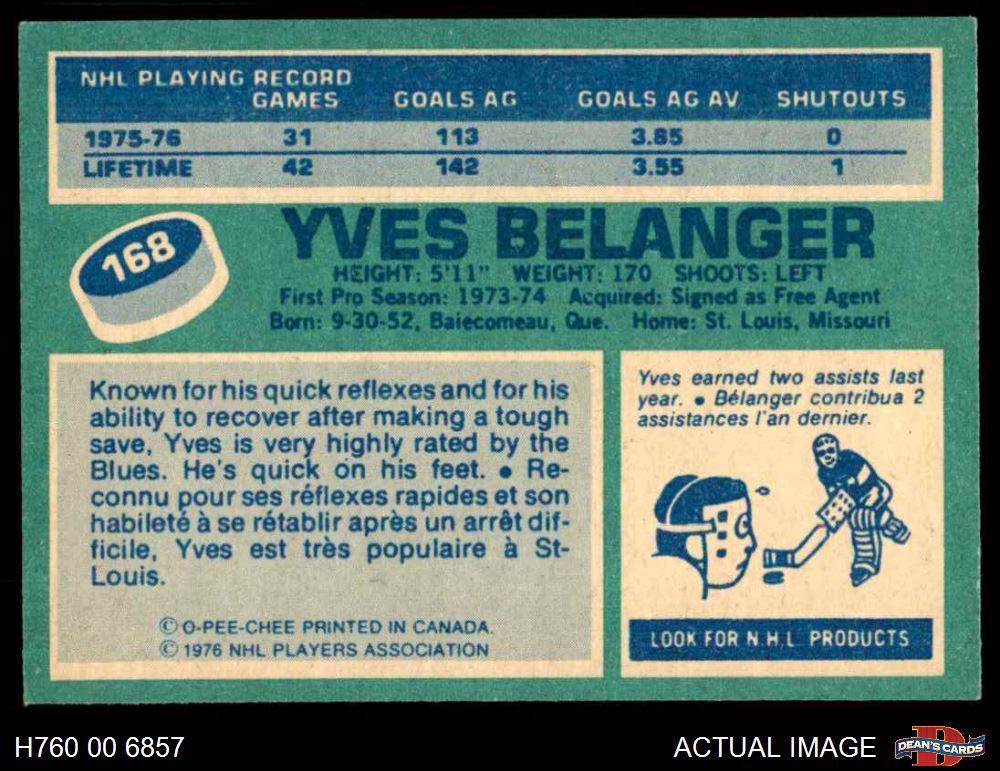 NHL PLAYING RECORD
GAMES GOALS AG GOALS AG AV SHUTOUTS
1975-76 31 113 3.85 0
LIFETIME 42 142 3.55 1
168
YVES BELANGER
HEIGHT: 5'11" WEIGHT: 170 SHOOTS: LEFT
First Pro Season: 1973-74 Acquired: Signed as Free Agent
Born: 9-30-52, Baiecomeau, Que. Home: St. Louis, Missouri
Known for his quick reflexes and for his
ability to recover after making a tough
save, Yves is very highly rated by the
Blues. He's quick on his feet. ● Re-
connu pour ses réflexes rapides et son
habileté à se rétablir après un arrêt dif-
ficile, Yves est très populaire à St-
Louis.
© O-PEE-CHEE PRINTED IN CANADA.
© 1976 NHL PLAYERS ASSOCIATION
Yves earned two assists last
year. ● Bélanger contribua 2
assistances l'an dernier.
LOOK FOR N.H.L PRODUCTS
H760 00 6857
ACTUAL IMAGE
DEAN'S CARDS